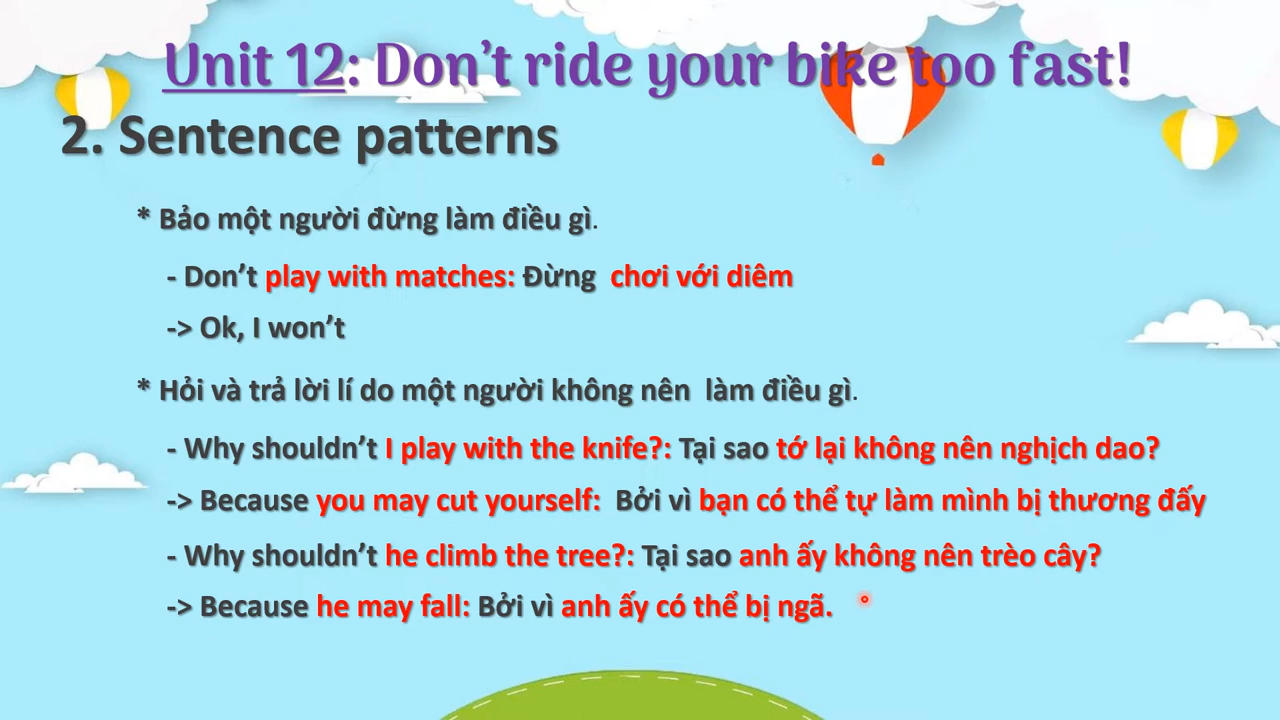 Unit 12: Don’t ride your bike too fast!
2. Sentence patterns
* Bảo một người đừng làm điều gì.
- Don’t play with matches: Đừng chơi với diêm
-> Ok, I won’t
* Hỏi và trả lời lí do một người không nên làm điều gì.
- Why shouldn’t I play with the knife?: Tại sao tớ lại không nên nghịch dao?
-> Because you may cut yourself: Bởi vì bạn có thể tự làm mình bị thương đấy
- Why shouldn’t he climb the tree?: Tại sao anh ấy không nên trèo cây?
-> Because he may fall: Bởi vì anh ấy có thể bị ngã.